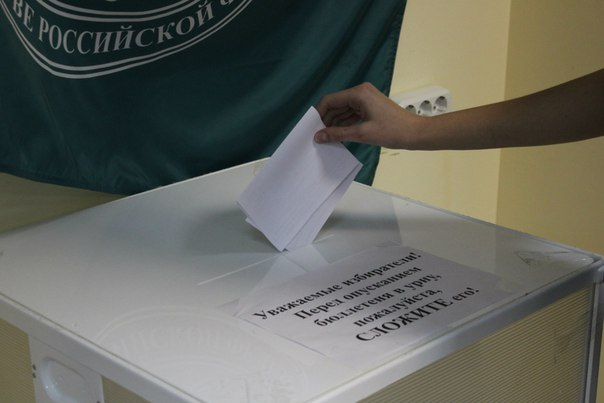 ВЕ РОССИЙСКОЙ
Уважаемые избиратели!
Перед опусканием
бюллетеня в урну,
пожалуйста,
СЛОЖИТЕ его!